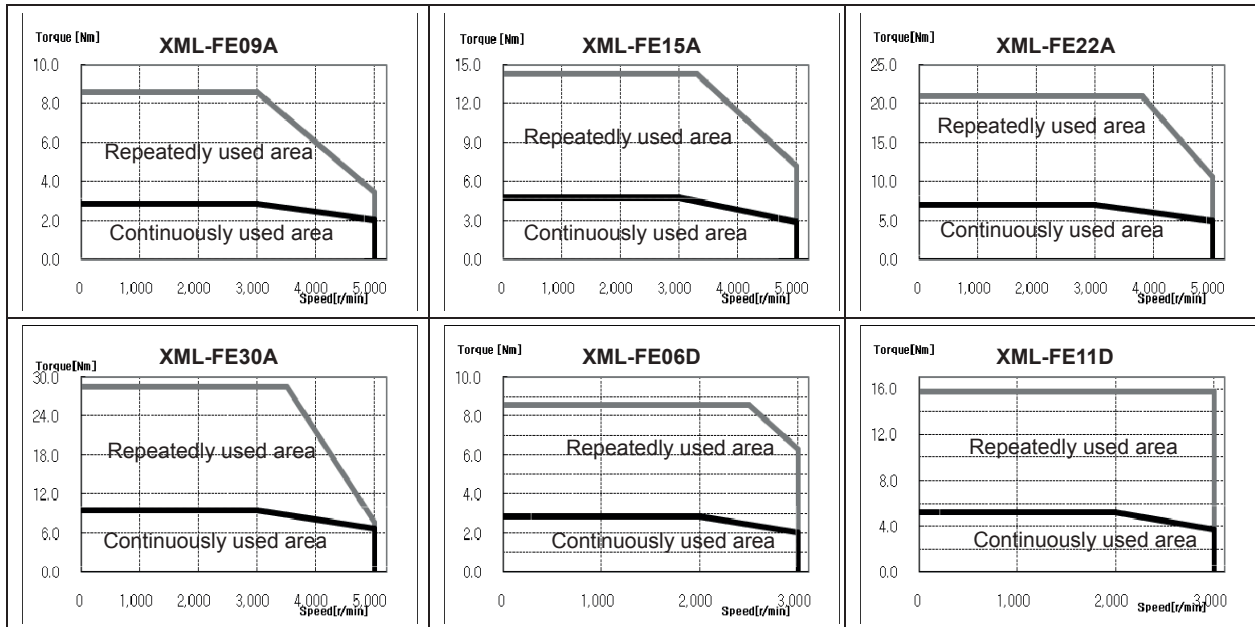 Torque [Nm]
XML-FE09A
10.0
8.0
6.0
4.0
2.0
0.0
Repeatedly used area
Continuously used area
0 1,000 2,000 3,000 4,000 5,000
Speed[r/min]
Torque [Nm]
XML-FE15A
15.0
12.0
9.0
6.0
3.0
0.0
Repeatedly used area
Continuously used area
0 1,000 2,000 3,000 4,000 5,000
Speed[r/min]
Torque [Nm]
XML-FE22A
25.0
20.0
15.0
10.0
5.0
0.0
Repeatedly used area
Continuously used area
0 1,000 2,000 3,000 4,000 5,000
Speed[r/min]
Torque[Nm]
XML-FE30A
30.0
24.0
18.0
12.0
6.0
0.0
Repeatedly used area
Continuously used area
0 1,000 2,000 3,000 4,000 5,000
Speed[r/min]
Torque [Nm]
XML-FE06D
10.0
8.0
6.0
4.0
2.0
0.0
Repeatedly used area
Continuously used area
0 1,000 2,000 3,000
Speed[r/min]
Torque[Nm]
XML-FE11D
16.0
12.0
8.0
4.0
0.0
Repeatedly used area
Continuously used area
0 1,000 2,000 3,000
Speed[r/min]